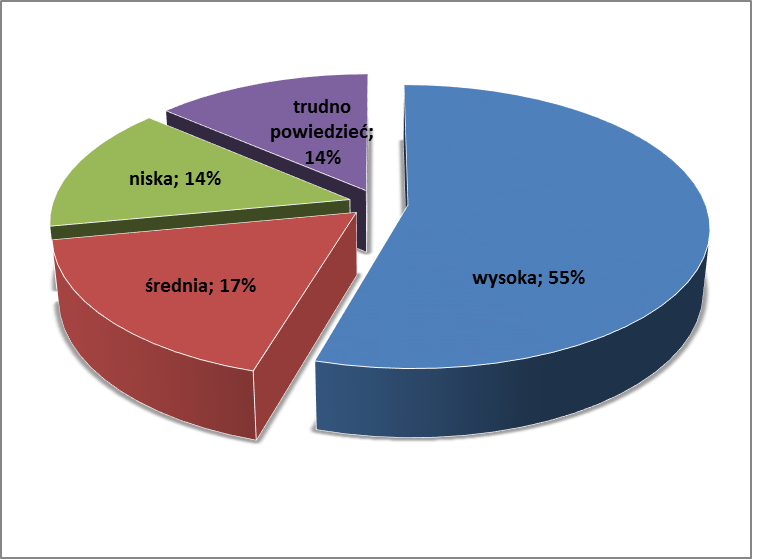 trudno
powiedzieć;
14%
niska; 14%
średnia; 17%
wysoka; 55%